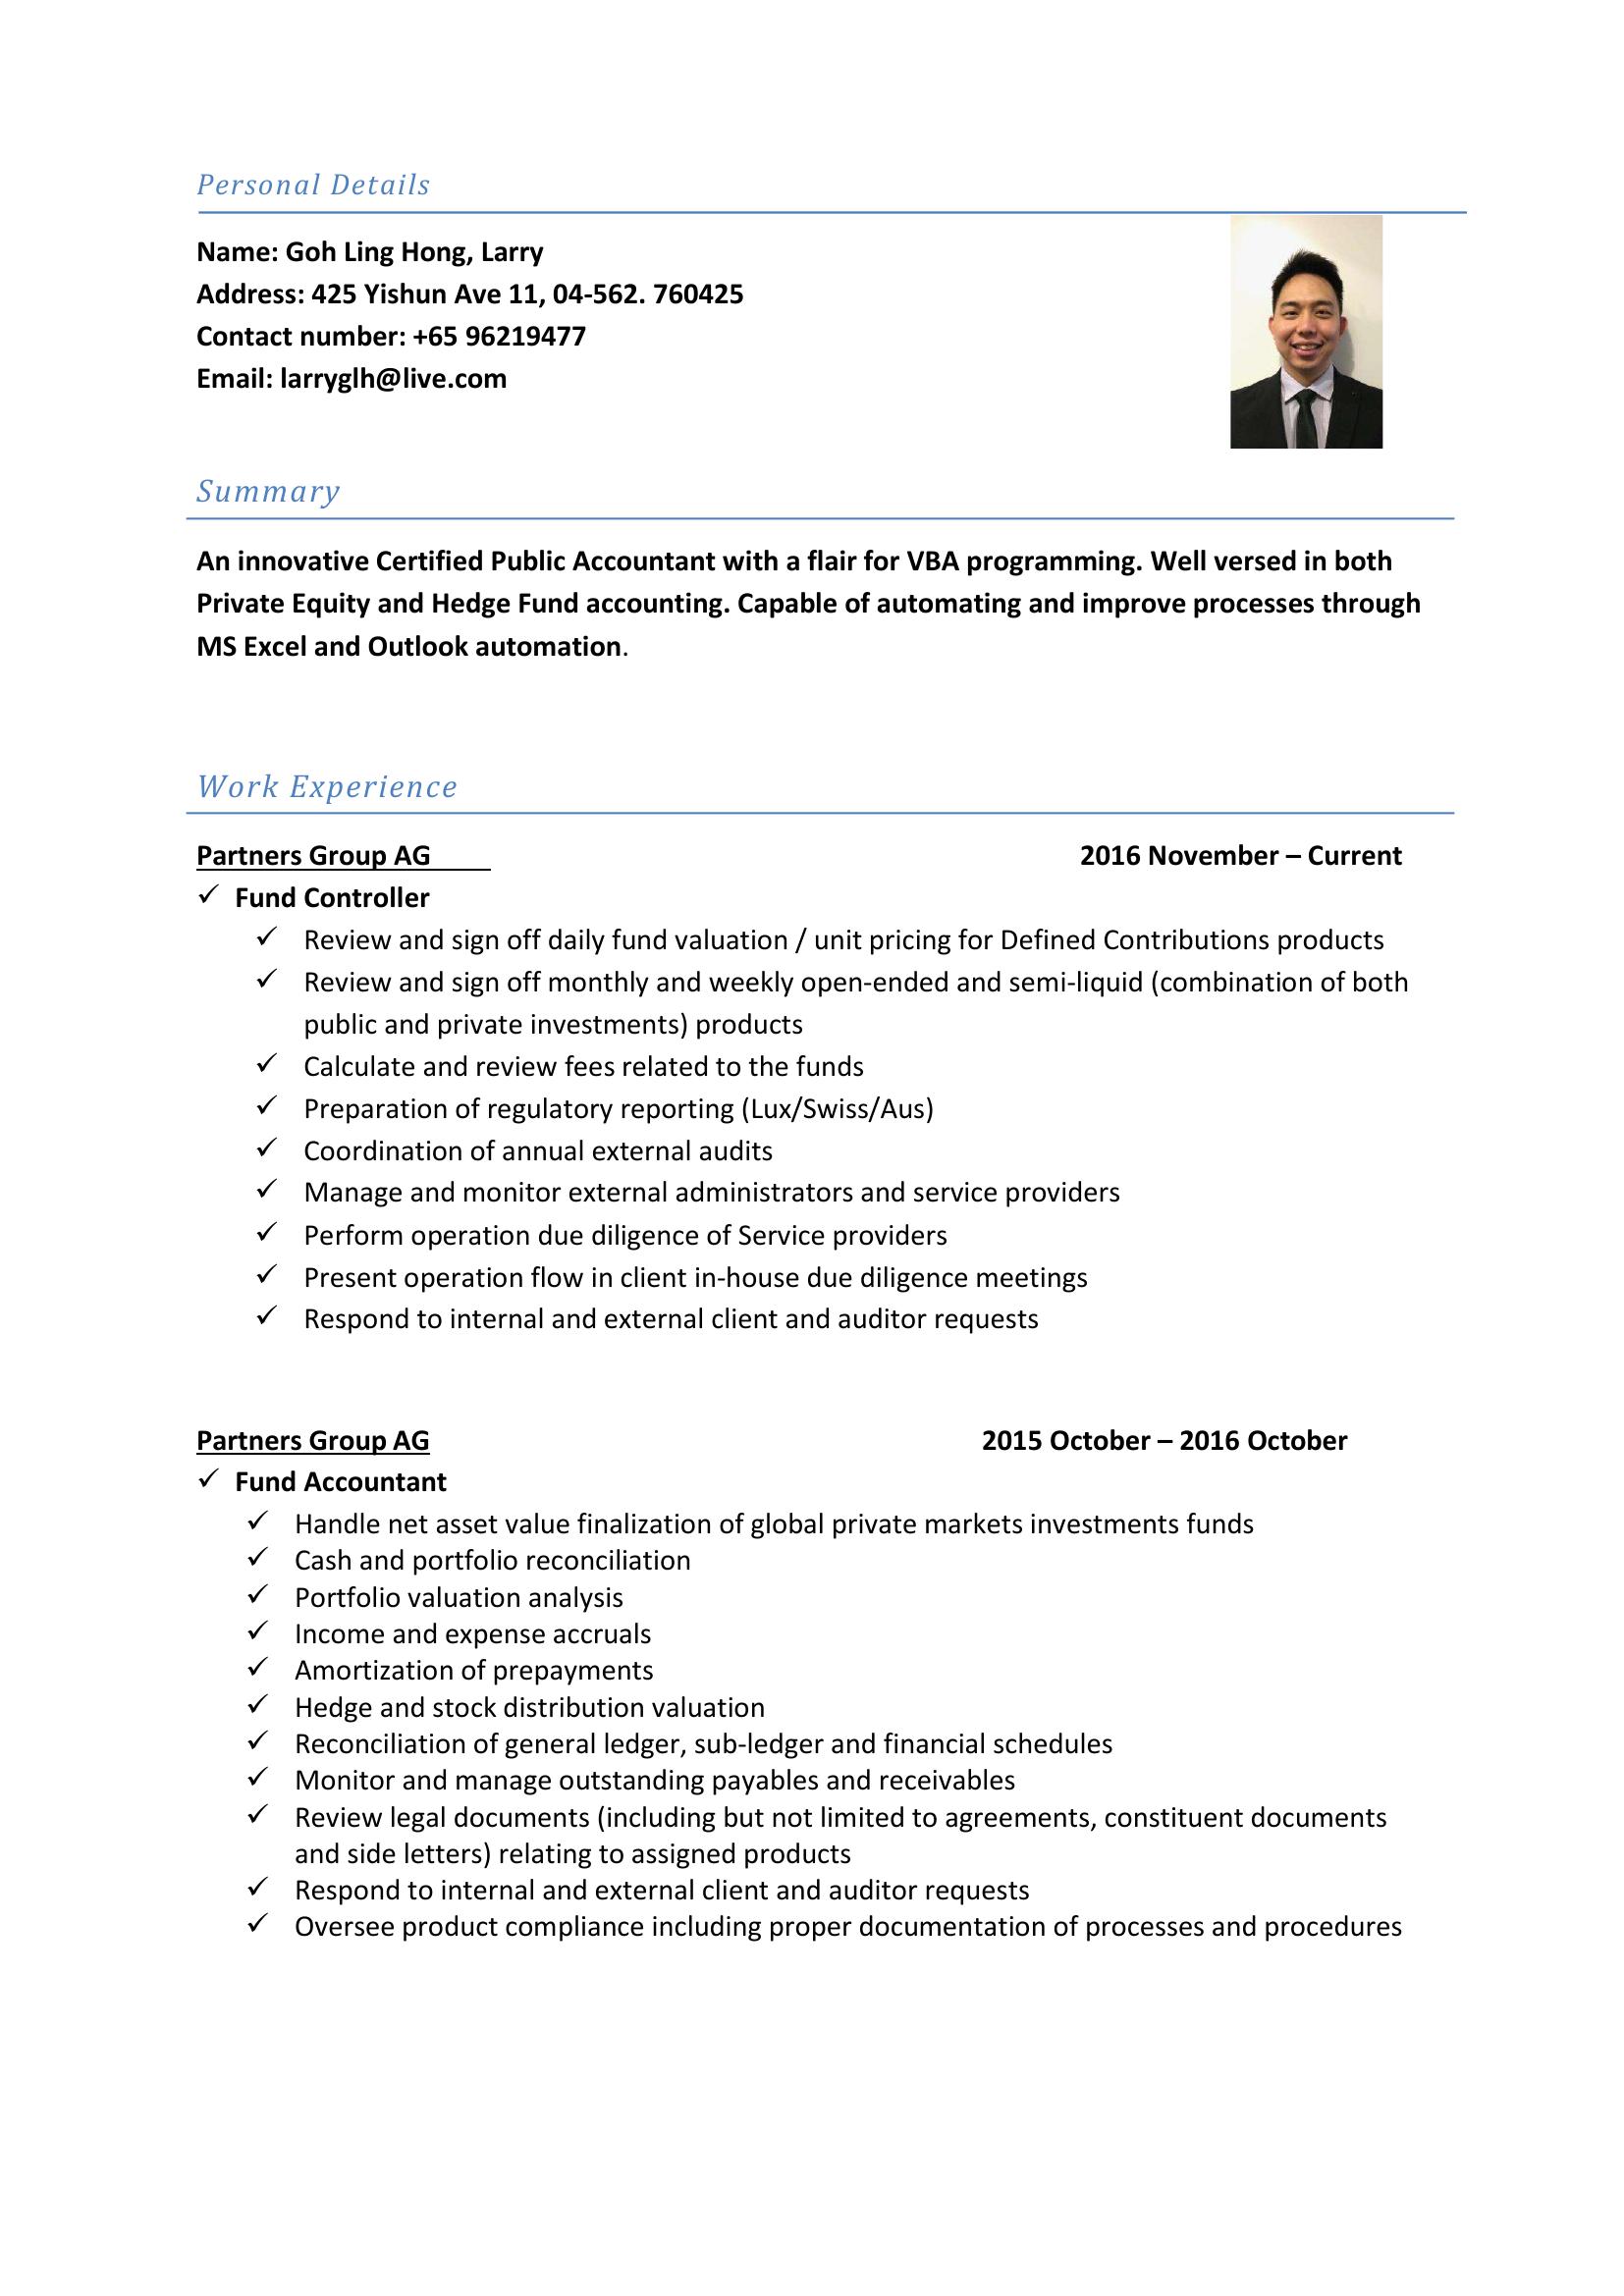 Personal Details
Name: Goh Ling Hong, Larry
Address: 425 Yishun Ave 11, 04-562. 760425
Contact number: +65 96219477
Email: larryglh@live.com
Summary
An innovative Certified Public Accountant with a flair for VBA programming. Well versed in both
Private Equity and Hedge Fund accounting. Capable of automating and improve processes through
MS Excel and Outlook automation.
Work Experience
Partners Group AG 2016 November – Current
✓ Fund Controller
✓ Review and sign off daily fund valuation / unit pricing for Defined Contributions products
✓ Review and sign off monthly and weekly open-ended and semi-liquid (combination of both
public and private investments) products
✓ Calculate and review fees related to the funds
✓ Preparation of regulatory reporting (Lux/Swiss/Aus)
✓ Coordination of annual external audits
✓ Manage and monitor external administrators and service providers
✓ Perform operation due diligence of Service providers
✓ Present operation flow in client in-house due diligence meetings
✓ Respond to internal and external client and auditor requests
Partners Group AG 2015 October – 2016 October
✓ Fund Accountant
✓ Handle net asset value finalization of global private markets investments funds
✓ Cash and portfolio reconciliation
✓ Portfolio valuation analysis
✓ Income and expense accruals
✓ Amortization of prepayments
✓ Hedge and stock distribution valuation
✓ Reconciliation of general ledger, sub-ledger and financial schedules
✓ Monitor and manage outstanding payables and receivables
✓ Review legal documents (including but not limited to agreements, constituent documents
and side letters) relating to assigned products
✓ Respond to internal and external client and auditor requests
✓ Oversee product compliance including proper documentation of processes and procedures